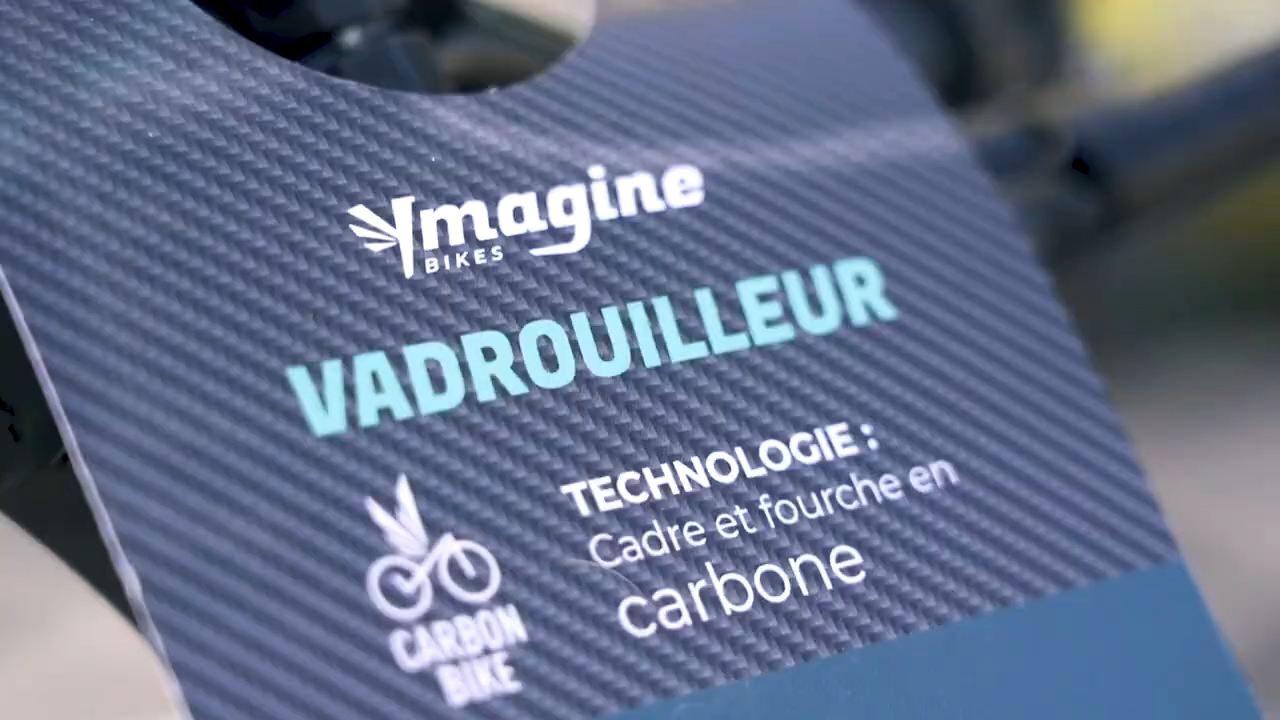 Ymagine
BIKES
VADROUILLEUR
TECHNOLOGIE :
Cadre et fourche en
carbone
CARBON
BIKE